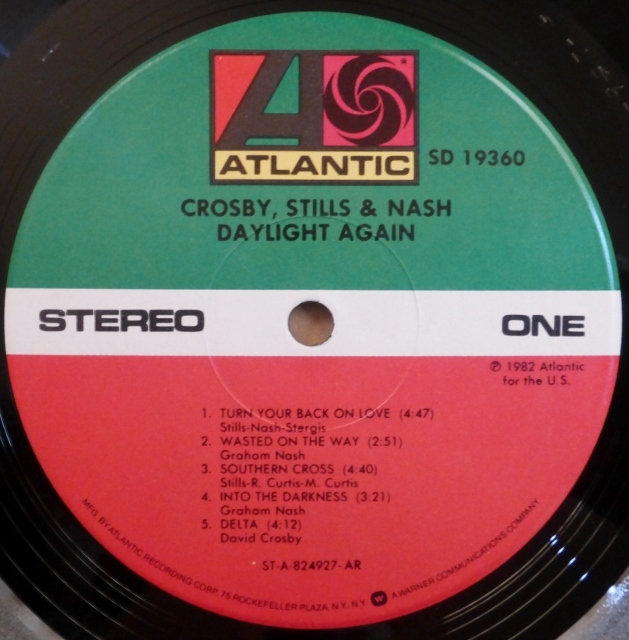 ATLANTIC
SD 19360
CROSBY, STILLS & NASH
DAYLIGHT AGAIN
STEREO
ONE
℗ 1982 Atlantic
for the U.S.
1. TURN YOUR BACK ON LOVE (4:47)
Stills-Nash-Stergis
2. WASTED ON THE WAY (2:51)
Graham Nash
3. SOUTHERN CROSS (4:40)
Stills-R. Curtis-M. Curtis
4. INTO THE DARKNESS (3:21)
Graham Nash
5. DELTA (4:12)
David Crosby
ST-A-824927-AR
MFG. BY ATLANTIC RECORDING CORP. 75 ROCKEFELLER PLAZA, N.Y., N.Y. A WARNER COMMUNICATIONS COMPANY